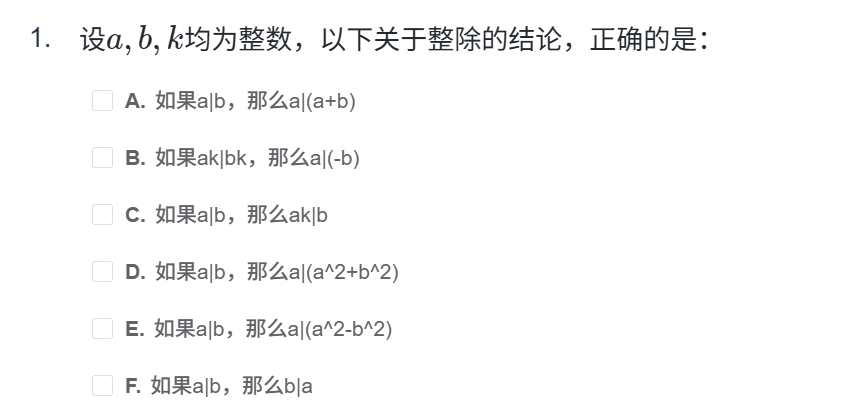 1. 设a, b, k均为整数，以下关于整除的结论，正确的是：
A. 如果a|b，那么a|(a+b)
B. 如果ak|bk，那么a|(-b)
C. 如果a|b，那么ak|b
D. 如果a|b，那么a|(a^2+b^2)
E. 如果a|b，那么a|(a^2-b^2)
F. 如果a|b，那么b|a